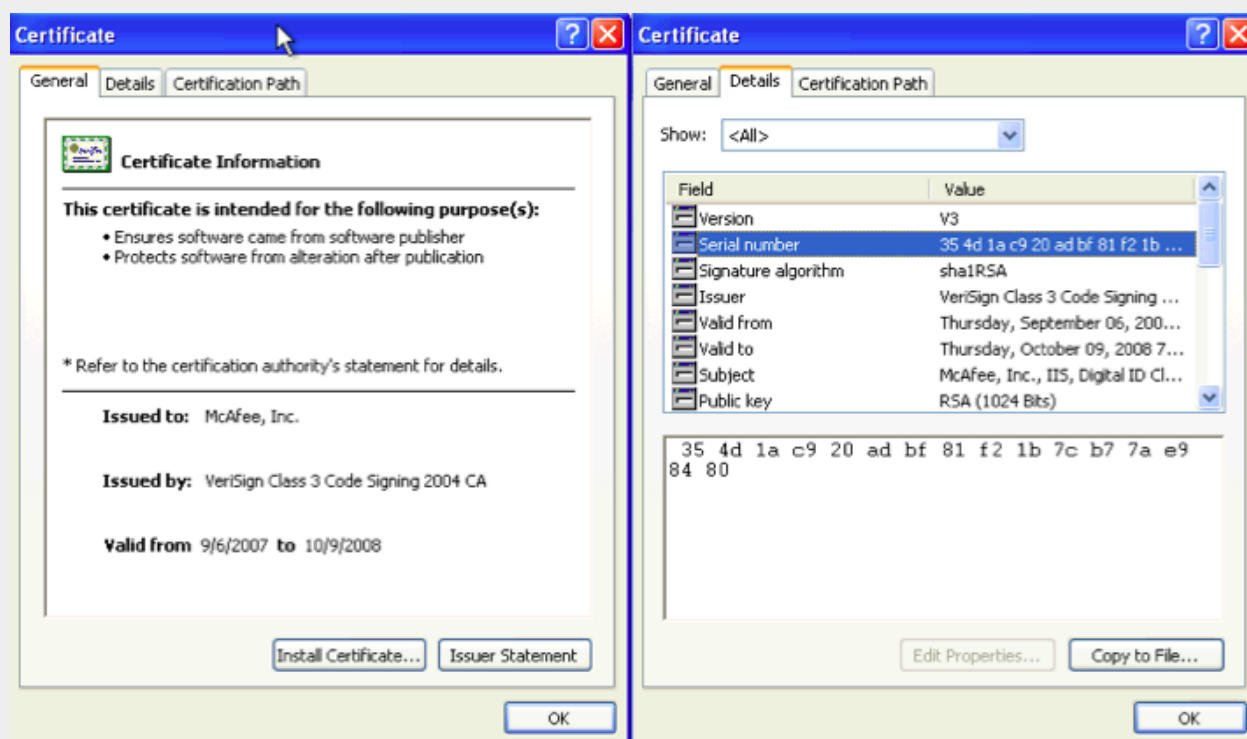 Certificate
General Details Certification Path
Certificate Information
This certificate is intended for the following purpose(s):
• Ensures software came from software publisher
• Protects software from alteration after publication
* Refer to the certification authority's statement for details.
Issued to: McAfee, Inc.
Issued by: VeriSign Class 3 Code Signing 2004 CA
Valid from 9/6/2007 to 10/9/2008
Install Certificate... Issuer Statement
OK
Certificate
General Details Certification Path
Show: <All>
Field Value
Version V3
Serial number 35 4d 1a c9 20 ad bf 81 f2 1b ...
Signature algorithm sha1RSA
Issuer VeriSign Class 3 Code Signing ...
Valid from Thursday, September 06, 200...
Valid to Thursday, October 09, 2008 7...
Subject McAfee, Inc., IIS, Digital ID Cl...
Public key RSA (1024 Bits)
35 4d 1a c9 20 ad bf 81 f2 1b 7c b7 7a e9
84 80
Edit Properties... Copy to File...
OK